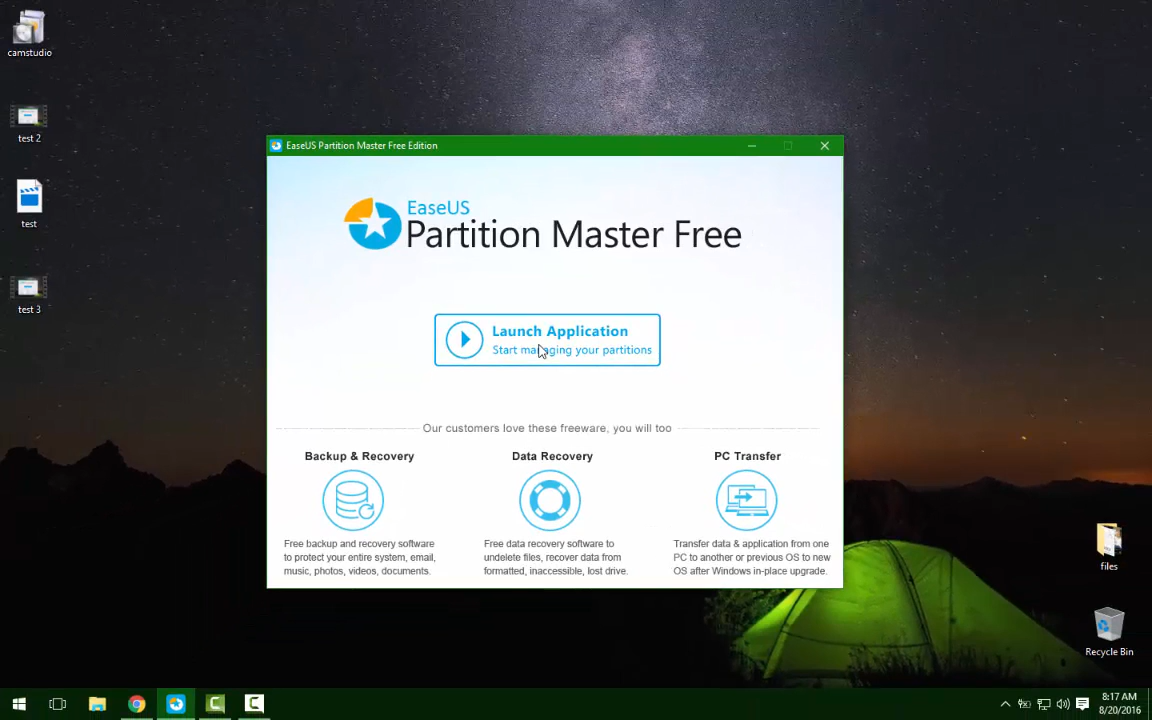 camstudio
test 2
test
test 3
EaseUS Partition Master Free Edition
EaseUS
Partition Master Free
Launch Application
Start managing your partitions
Our customers love these freeware, you will too
Backup & Recovery
Free backup and recovery software
to protect your entire system, email,
music, photos, videos, documents.
Data Recovery
Free data recovery software to
undelete files, recover data from
formatted, inaccessible, lost drive.
PC Transfer
Transfer data & application from one
PC to another or previous OS to new
OS after Windows in-place upgrade.
files
Recycle Bin
8:17 AM
8/20/2016